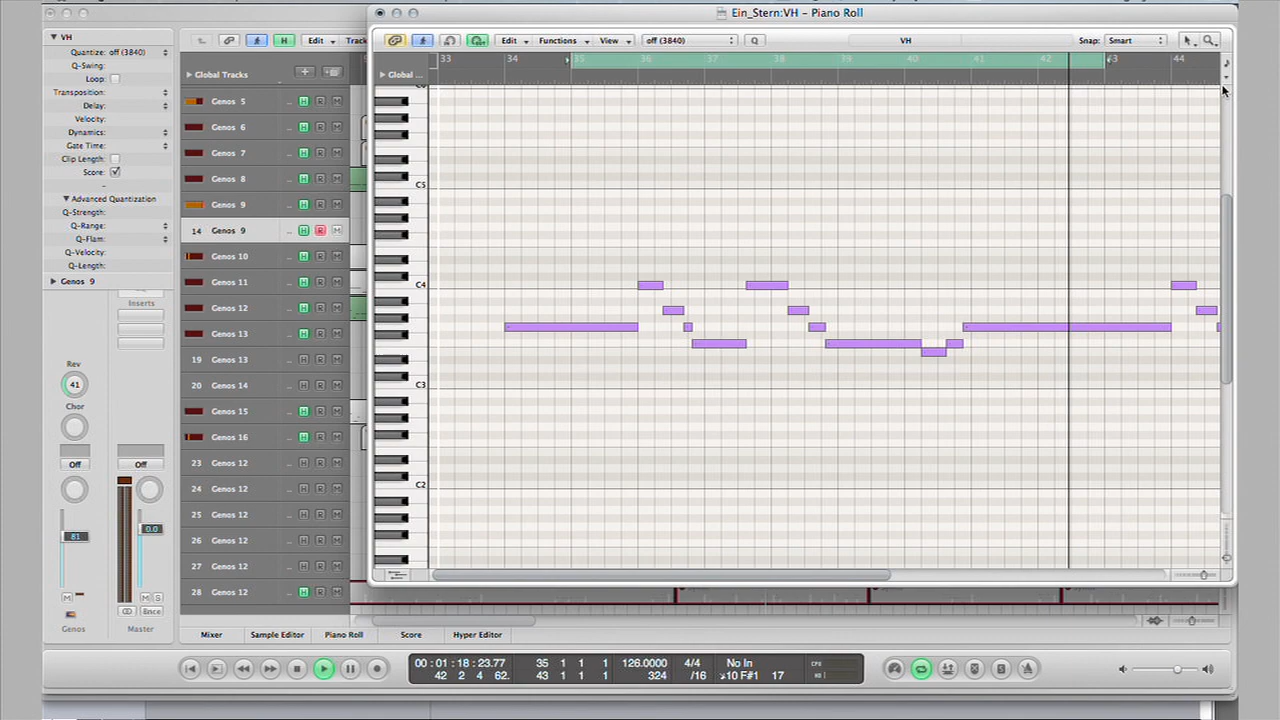 Ein_Stern:VH – Piano Roll
VH
Quantize: off (3840)
Q-Swing:
Loop:
Transposition:
Delay:
Velocity:
Dynamics:
Gate Time:
Clip Length:
Score:
Advanced Quantization
Q-Strength:
Q-Range:
Q-Flam:
Q-Velocity:
Q-Length:
Genos 9
Inserts
Rev
41
Chor
Off
Off
81
0.0
M
M S
Bnce
Genos
Master
H
Edit
Track
Global Tracks
Genos 5 H R M
Genos 6 H R M
Genos 7 H R M
Genos 8 H R M
Genos 9 H R M
14 Genos 9 H R M
Genos 10 H R M
Genos 11 H R M
Genos 12 H R M
Genos 13 H R M
19 Genos 13 H R M
20 Genos 14 H R M
Genos 15 H R M
Genos 16 H R M
23 Genos 12 H R M
24 Genos 12 H R M
25 Genos 12 H R M
26 Genos 12 H R M
27 Genos 12 H R M
28 Genos 12 H R M
Edit Functions View off (3840) Q VH Snap: Smart
Global ...
33 34 35 36 37 38 39 40 41 42 43 44
C5
C4
C3
C2
Mixer Sample Editor Piano Roll Score Hyper Editor
00:01:18:23.77 35 1 1 1 126.0000 4/4 No In CPU
42 2 4 62. 43 1 1 1 324 /16 10 F#1 17